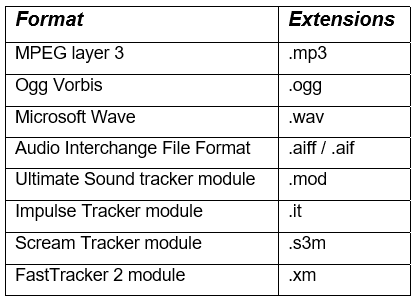 Format Extensions
MPEG layer 3 .mp3
Ogg Vorbis .ogg
Microsoft Wave .wav
Audio Interchange File Format .aiff / .aif
Ultimate Sound tracker module .mod
Impulse Tracker module .it
Scream Tracker module .s3m
FastTracker 2 module .xm